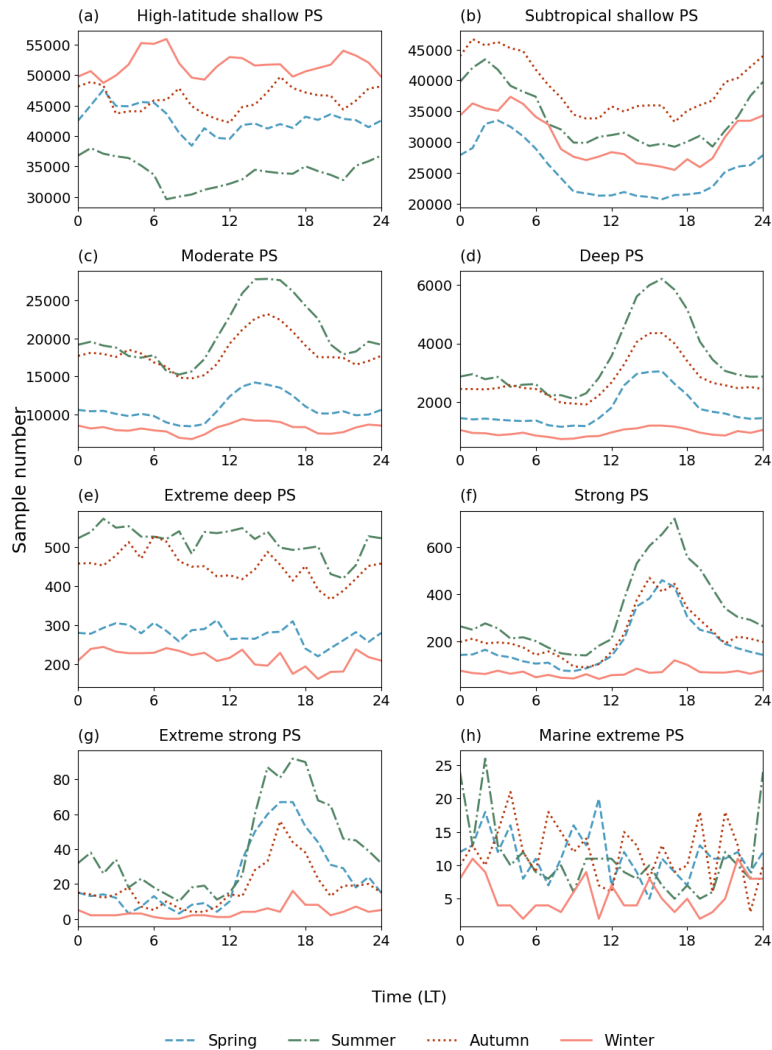 (a) High-latitude shallow PS
55000
50000
45000
40000
35000
30000
0 6 12 18 24
(b) Subtropical shallow PS
45000
40000
35000
30000
25000
20000
0 6 12 18 24
(c) Moderate PS
25000
20000
15000
10000
0 6 12 18 24
(d) Deep PS
6000
4000
2000
0 6 12 18 24
Sample number
(e) Extreme deep PS
500
400
300
200
0 6 12 18 24
(f) Strong PS
600
400
200
0 6 12 18 24
(g) Extreme strong PS
80
60
40
20
0
0 6 12 18 24
(h) Marine extreme PS
25
20
15
10
5
0 6 12 18 24
Time (LT)
Spring Summer Autumn Winter